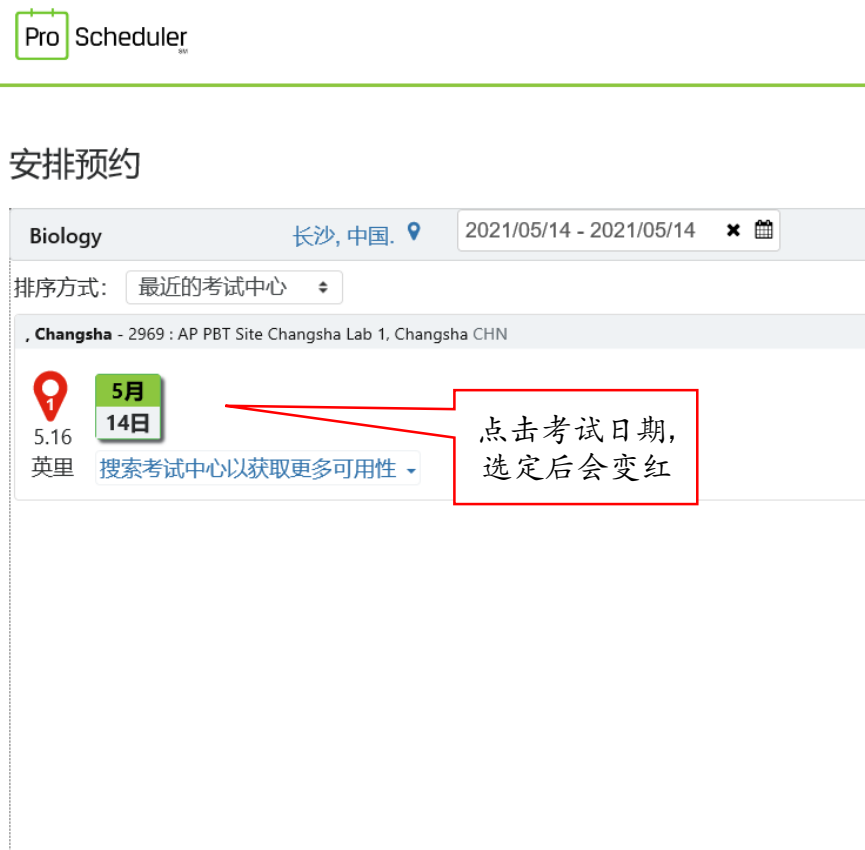 Pro Scheduler
SM
安排预约
Biology 长沙, 中国. 2021/05/14 - 2021/05/14
排序方式： 最近的考试中心
, Changsha - 2969 : AP PBT Site Changsha Lab 1, Changsha CHN
1
5月
14日
5.16
英里
搜索考试中心以获取更多可用性
点击考试日期,
选定后会变红